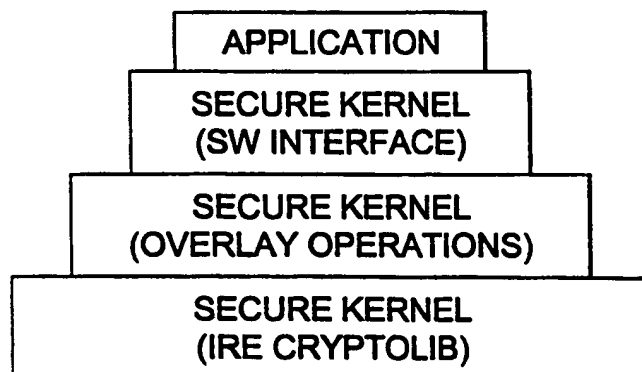 APPLICATION
SECURE KERNEL
(SW INTERFACE)
SECURE KERNEL
(OVERLAY OPERATIONS)
SECURE KERNEL
(IRE CRYPTOLIB)